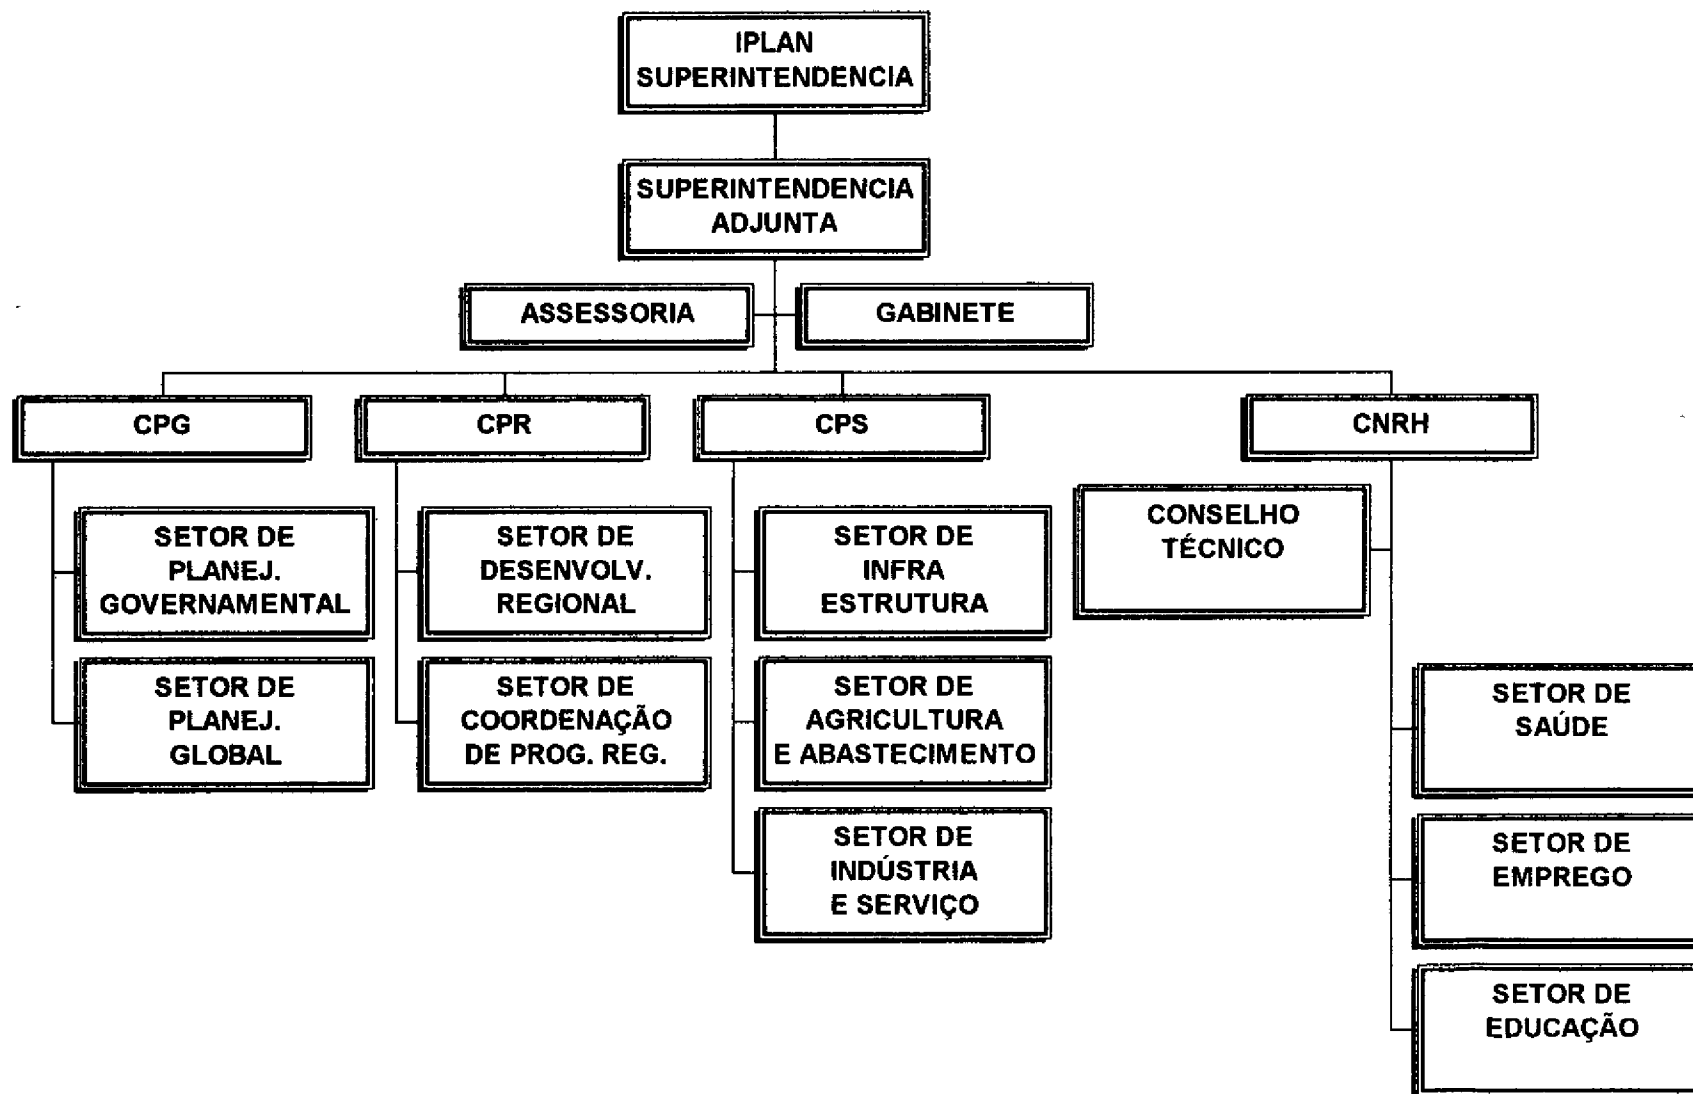 IPLAN
SUPERINTENDENCIA
SUPERINTENDENCIA
ADJUNTA
ASSESSORIA
GABINETE
CPG
CPR
CPS
CNRH
SETOR DE
PLANEJ.
GOVERNAMENTAL
SETOR DE
PLANEJ.
GLOBAL
SETOR DE
DESENVOLV.
REGIONAL
SETOR DE
COORDENAÇÃO
DE PROG. REG.
SETOR DE
INFRA
ESTRUTURA
SETOR DE
AGRICULTURA
E ABASTECIMENTO
SETOR DE
INDÚSTRIA
E SERVIÇO
CONSELHO
TÉCNICO
SETOR DE
SAÚDE
SETOR DE
EMPREGO
SETOR DE
EDUCAÇÃO